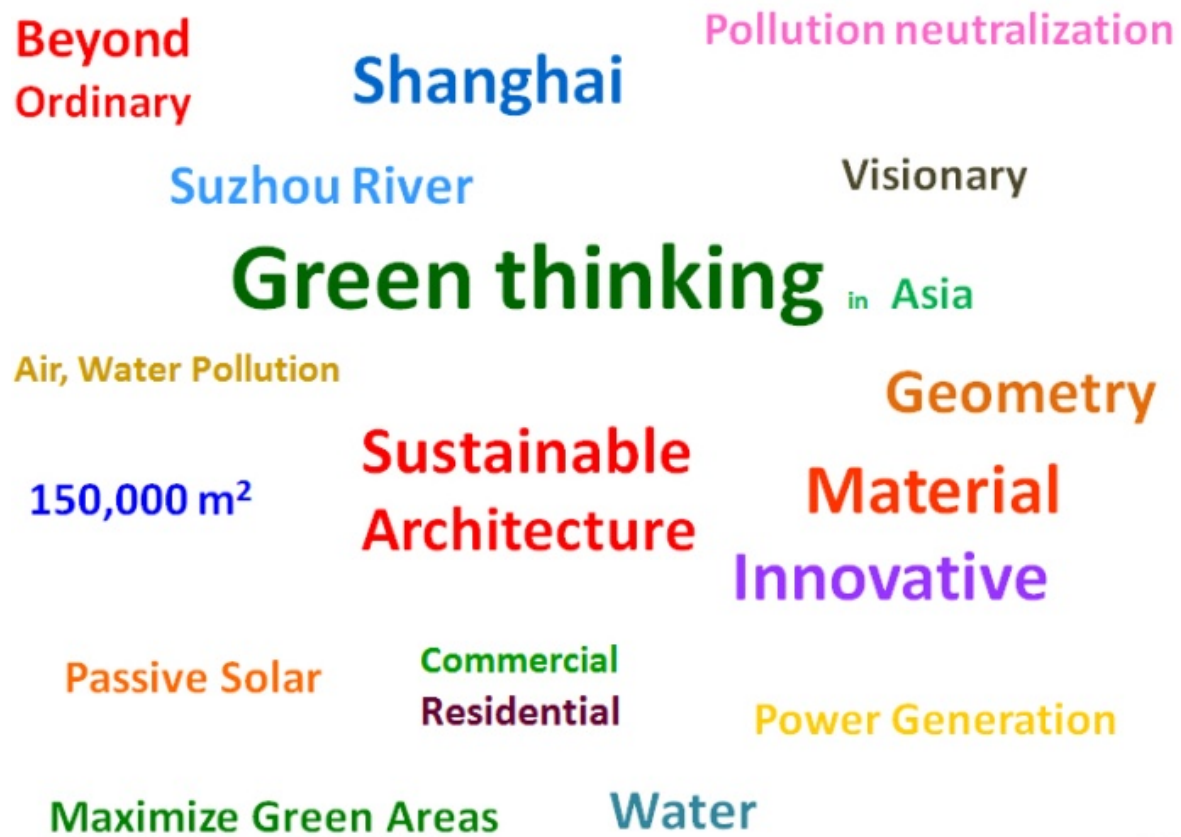 Beyond
Ordinary
Shanghai
Pollution neutralization
Suzhou River
Visionary
Green thinking in Asia
Air, Water Pollution
Geometry
Sustainable
Architecture
150,000 m²
Material
Innovative
Passive Solar
Commercial
Residential
Power Generation
Maximize Green Areas
Water